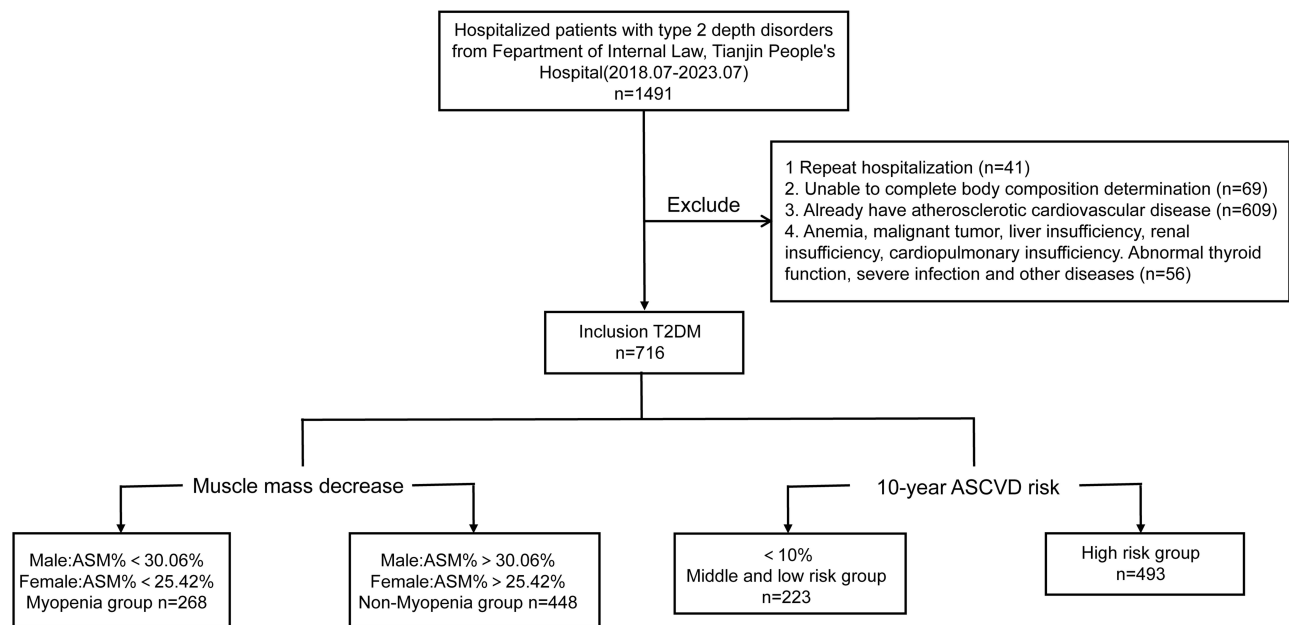 Hospitalized patients with type 2 depth disorders
from Fepartment of Internal Law, Tianjin People's
Hospital(2018.07-2023.07)
n=1491
Exclude
1 Repeat hospitalization (n=41)
2. Unable to complete body composition determination (n=69)
3. Already have atherosclerotic cardiovascular disease (n=609)
4. Anemia, malignant tumor, liver insufficiency, renal
insufficiency, cardiopulmonary insufficiency. Abnormal thyroid
function, severe infection and other diseases (n=56)
Inclusion T2DM
n=716
Muscle mass decrease
10-year ASCVD risk
Male:ASM% < 30.06%
Female:ASM% < 25.42%
Myopenia group n=268
Male:ASM% > 30.06%
Female:ASM% > 25.42%
Non-Myopenia group n=448
< 10%
Middle and low risk group
n=223
High risk group
n=493